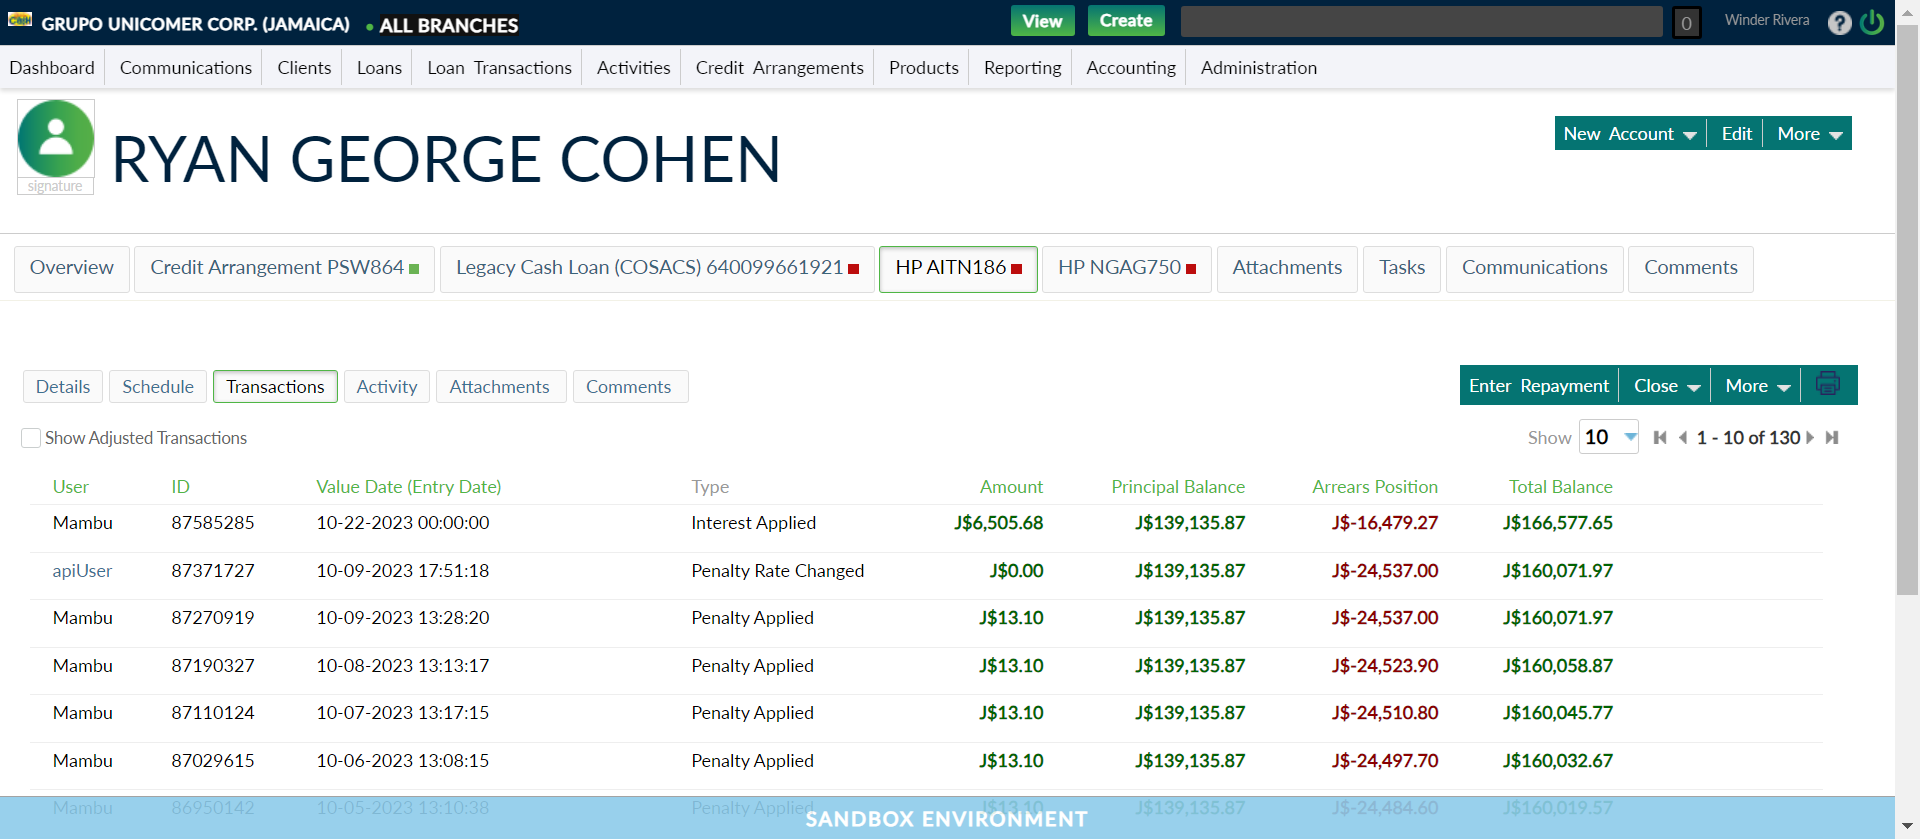 CaSH GRUPO UNICOMER CORP. (JAMAICA) • ALL BRANCHES View Create 0 Winder Rivera ?
Dashboard Communications Clients Loans Loan Transactions Activities Credit Arrangements Products Reporting Accounting Administration
RYAN GEORGE COHEN
signature
New Account Edit More
Overview Credit Arrangement PSW864 Legacy Cash Loan (COSACS) 640099661921 HP AITN186 HP NGAG750 Attachments Tasks Communications Comments
Details Schedule Transactions Activity Attachments Comments Enter Repayment Close More
Show Adjusted Transactions Show 10 1 - 10 of 130
User ID Value Date (Entry Date) Type Amount Principal Balance Arrears Position Total Balance
Mambu 87585285 10-22-2023 00:00:00 Interest Applied J$6,505.68 J$139,135.87 J$-16,479.27 J$166,577.65
apiUser 87371727 10-09-2023 17:51:18 Penalty Rate Changed J$0.00 J$139,135.87 J$-24,537.00 J$160,071.97
Mambu 87270919 10-09-2023 13:28:20 Penalty Applied J$13.10 J$139,135.87 J$-24,537.00 J$160,071.97
Mambu 87190327 10-08-2023 13:13:17 Penalty Applied J$13.10 J$139,135.87 J$-24,523.90 J$160,058.87
Mambu 87110124 10-07-2023 13:17:15 Penalty Applied J$13.10 J$139,135.87 J$-24,510.80 J$160,045.77
Mambu 87029615 10-06-2023 13:08:15 Penalty Applied J$13.10 J$139,135.87 J$-24,497.70 J$160,032.67
Mambu 86950142 10-05-2023 13:10:38 Penalty Applied J$13.10 J$139,135.87 J$-24,484.60 J$160,019.57
SANDBOX ENVIRONMENT